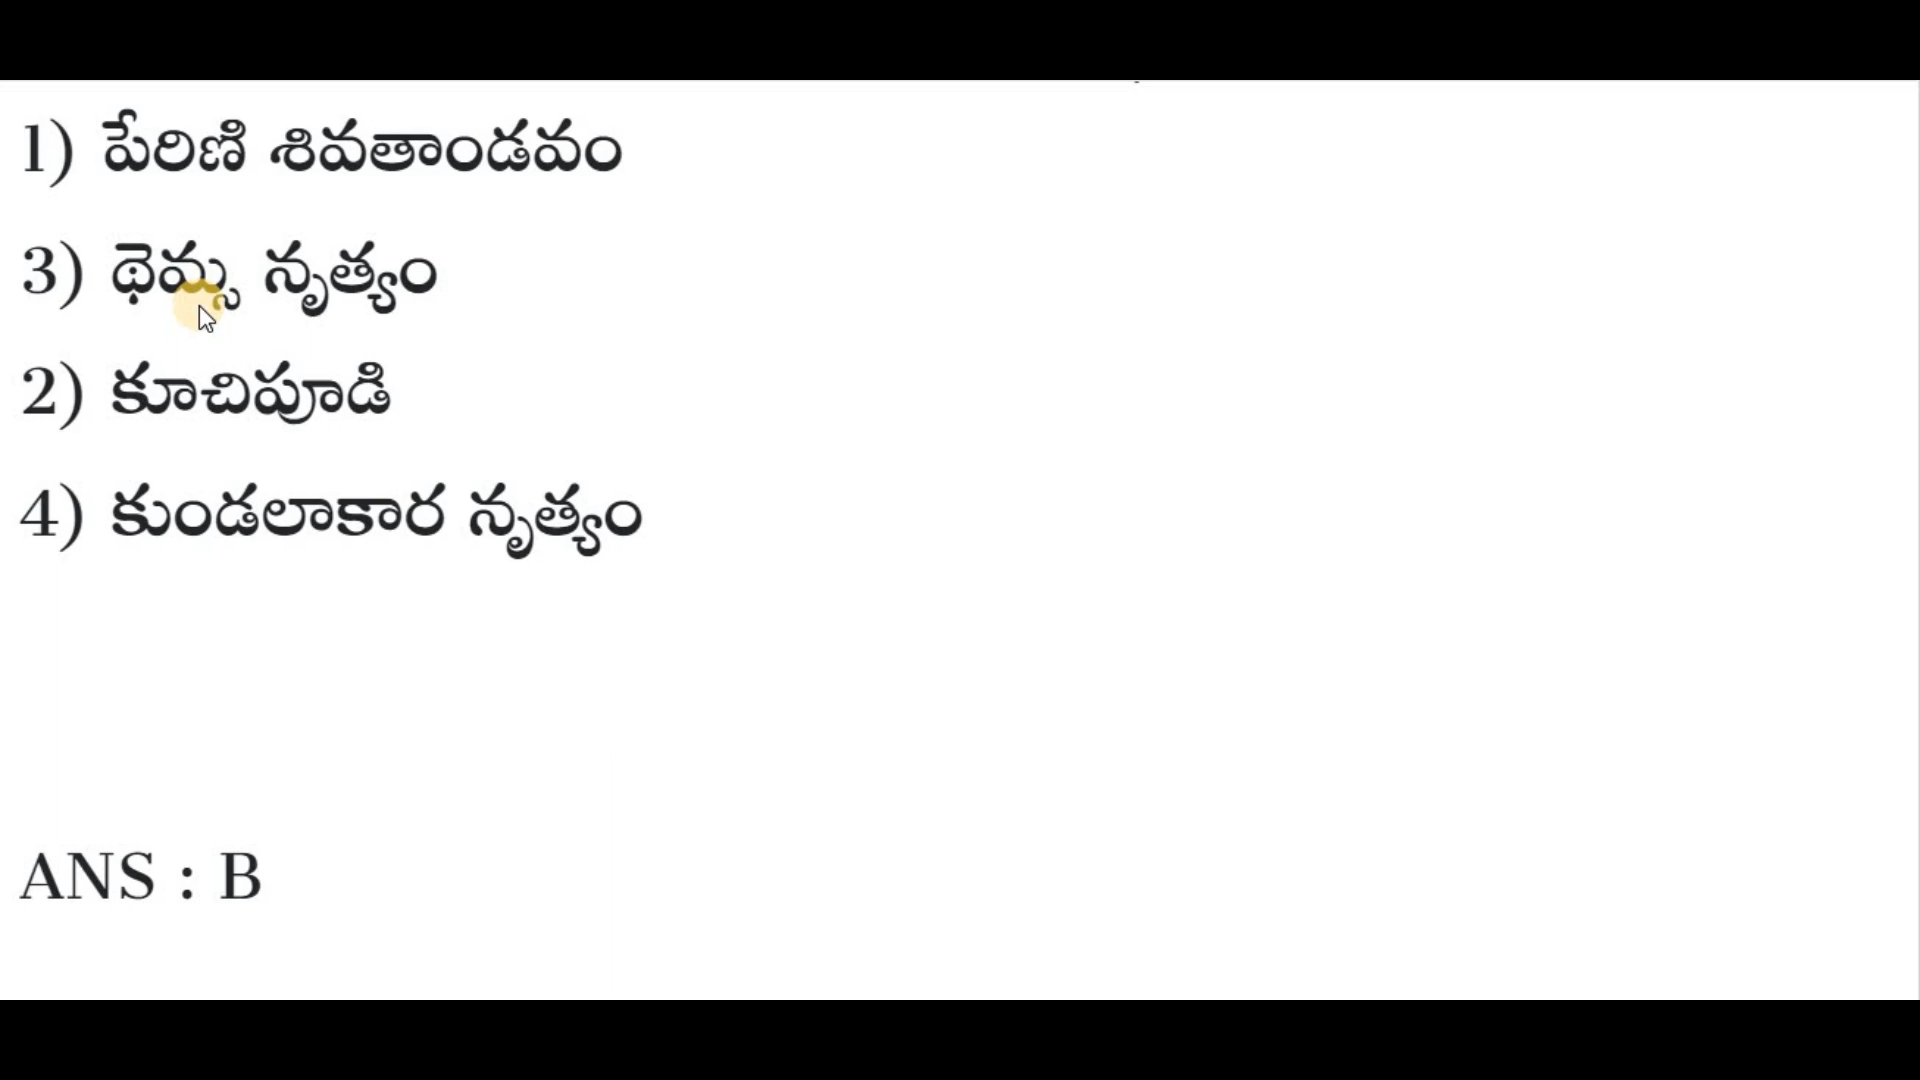 1) పేరిణి శివతాండవం
3) థెమ్స నృత్యం
2) కూచిపూడి
4) కుండలాకార నృత్యం
ANS : B